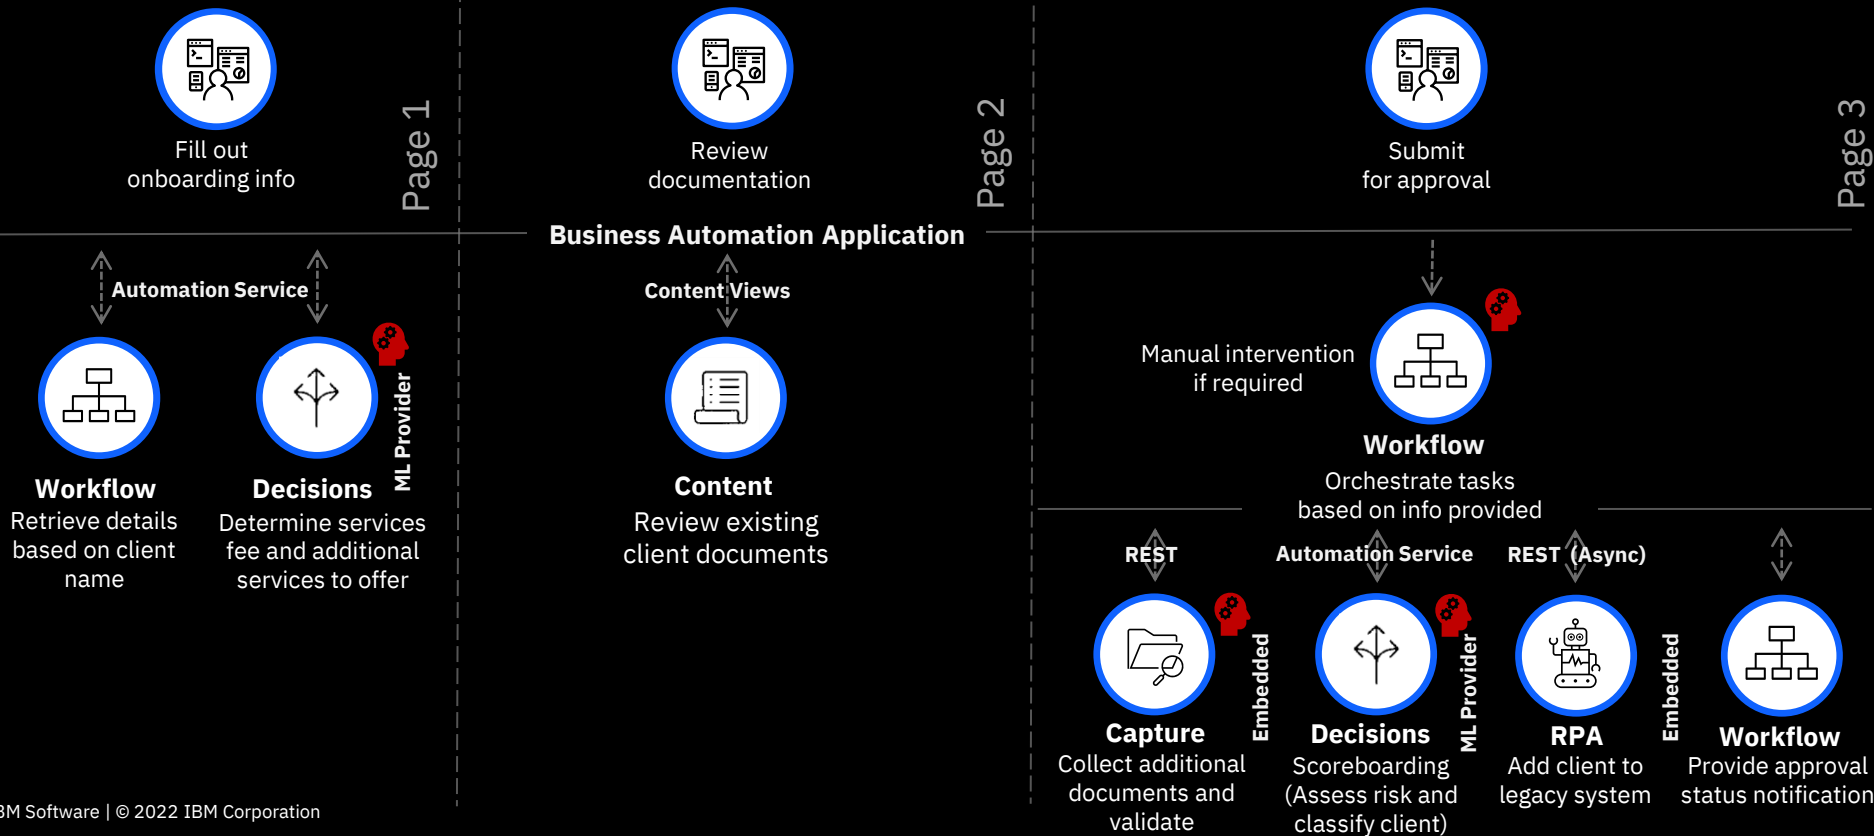 Fill out
onboarding info
Page 1
Review
documentation
Page 2
Submit
for approval
Page 3
Business Automation Application
Automation Service
Content Views
ML Provider
Workflow
Retrieve details
based on client
name
Decisions
Determine services
fee and additional
services to offer
Content
Review existing
client documents
Manual intervention
if required
Workflow
Orchestrate tasks
based on info provided
REST
Automation Service
REST (Async)
Embedded
ML Provider
Embedded
Capture
Collect additional
documents and
validate
Decisions
Scoreboarding
(Assess risk and
classify client)
RPA
Add client to
legacy system
Workflow
Provide approval
status notification
BM Software | © 2022 IBM Corporation